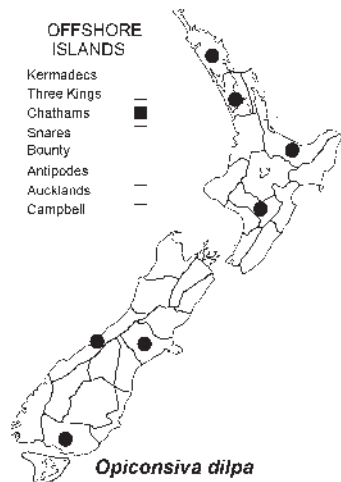 OFFSHORE
ISLANDS
Kermadecs
Three Kings
Chathams
Snares
Bounty
Antipodes
Aucklands
Campbell
Opiconsiva dilpa